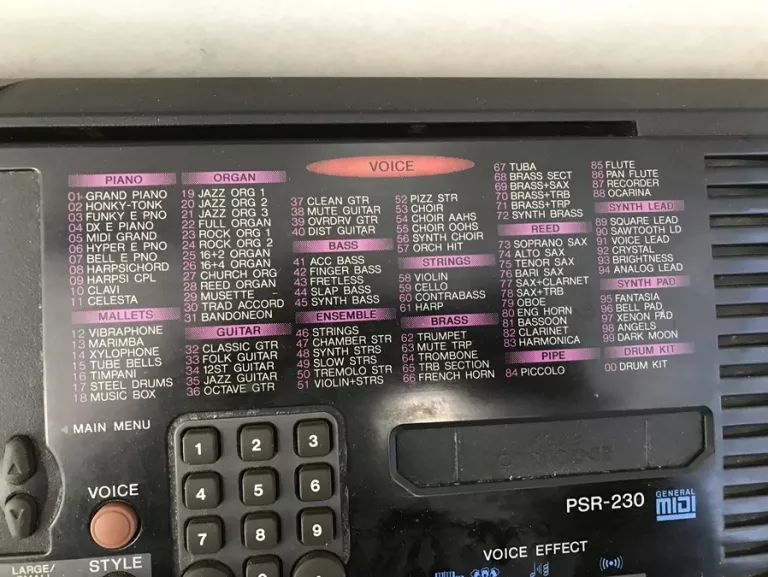 VOICE
PIANO
01 GRAND PIANO
02 HONKY-TONK
03 FUNKY E PNO
04 DX E PIANO
05 MIDI GRAND
06 HYPER E PNO
07 BELL E PNO
08 HARPSICHORD
09 HARPSI CPL
10 CLAVI
11 CELESTA
MALLETS
12 VIBRAPHONE
13 MARIMBA
14 XYLOPHONE
15 TUBE BELLS
16 TIMPANI
17 STEEL DRUMS
18 MUSIC BOX
ORGAN
19 JAZZ ORG 1
20 JAZZ ORG 2
21 JAZZ ORG 3
22 FULL ORGAN
23 ROCK ORG 1
24 ROCK ORG 2
25 16'+2' ORGAN
26 16'+4' ORGAN
27 CHURCH ORG
28 REED ORGAN
29 MUSETTE
30 TRAD ACCORD
31 BANDONEON
GUITAR
32 CLASSIC GTR
33 FOLK GUITAR
34 12ST GUITAR
35 JAZZ GUITAR
36 OCTAVE GTR
37 CLEAN GTR
38 MUTE GUITAR
39 OVRDRV GTR
40 DIST GUITAR
BASS
41 ACC BASS
42 FINGER BASS
43 FRETLESS
44 SLAP BASS
45 SYNTH BASS
ENSEMBLE
46 STRINGS
47 CHAMBER STR
48 SYNTH STRS
49 SLOW STRS
50 TREMOLO STR
51 VIOLIN+STRS
52 PIZZ STR
53 CHOIR
54 CHOIR AAHS
55 CHOIR OOHS
56 SYNTH CHOIR
57 ORCH HIT
STRINGS
58 VIOLIN
59 CELLO
60 CONTRABASS
61 HARP
BRASS
62 TRUMPET
63 MUTE TRP
64 TROMBONE
65 TRB SECTION
66 FRENCH HORN
67 TUBA
68 BRASS SECT
69 BRASS+SAX
70 BRASS+TRB
71 BRASS+TRP
72 SYNTH BRASS
REED
73 SOPRANO SAX
74 ALTO SAX
75 TENOR SAX
76 BARI SAX
77 SAX+CLARNET
78 SAX+TRB
79 OBOE
80 ENG HORN
81 BASSOON
82 CLARINET
83 HARMONICA
PIPE
84 PICCOLO
85 FLUTE
86 PAN FLUTE
87 RECORDER
88 OCARINA
SYNTH LEAD
89 SQUARE LEAD
90 SAWTOOTH LD
91 VOICE LEAD
92 CRYSTAL
93 BRIGHTNESS
94 ANALOG LEAD
SYNTH PAD
95 FANTASIA
96 BELL PAD
97 XENON PAD
98 ANGELS
99 DARK MOON
DRUM KIT
00 DRUM KIT
MAIN MENU
VOICE
STYLE
LARGE/
1 2 3
4 5 6
7 8 9
PSR-230
GENERAL
MIDI
VOICE EFFECT